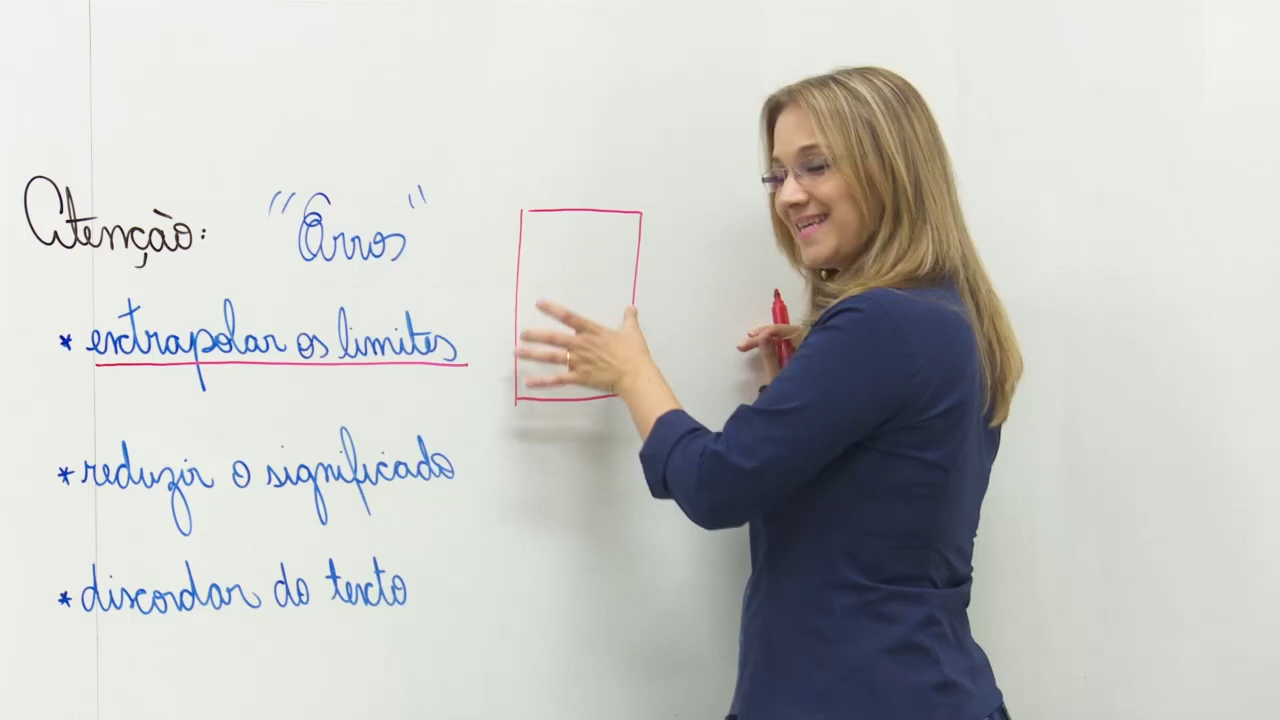 Atenção: "Erros"
* extrapolar os limites
* reduzir o significado
* discordar do texto